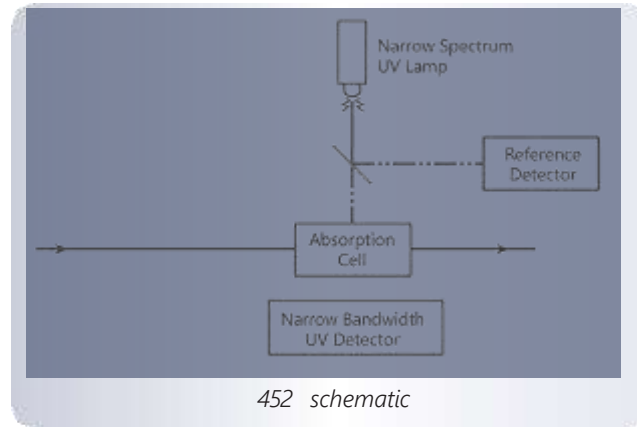 Narrow Spectrum
UV Lamp
Reference
Detector
Absorption
Cell
Narrow Bandwidth
UV Detector
452 schematic